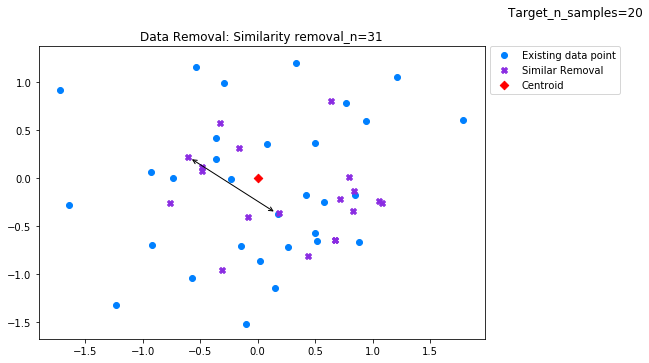 Target_n_samples=20
Data Removal: Similarity removal_n=31
Existing data point
Similar Removal
Centroid
1.0
0.5
0.0
−0.5
−1.0
−1.5
−1.5 −1.0 −0.5 0.0 0.5 1.0 1.5